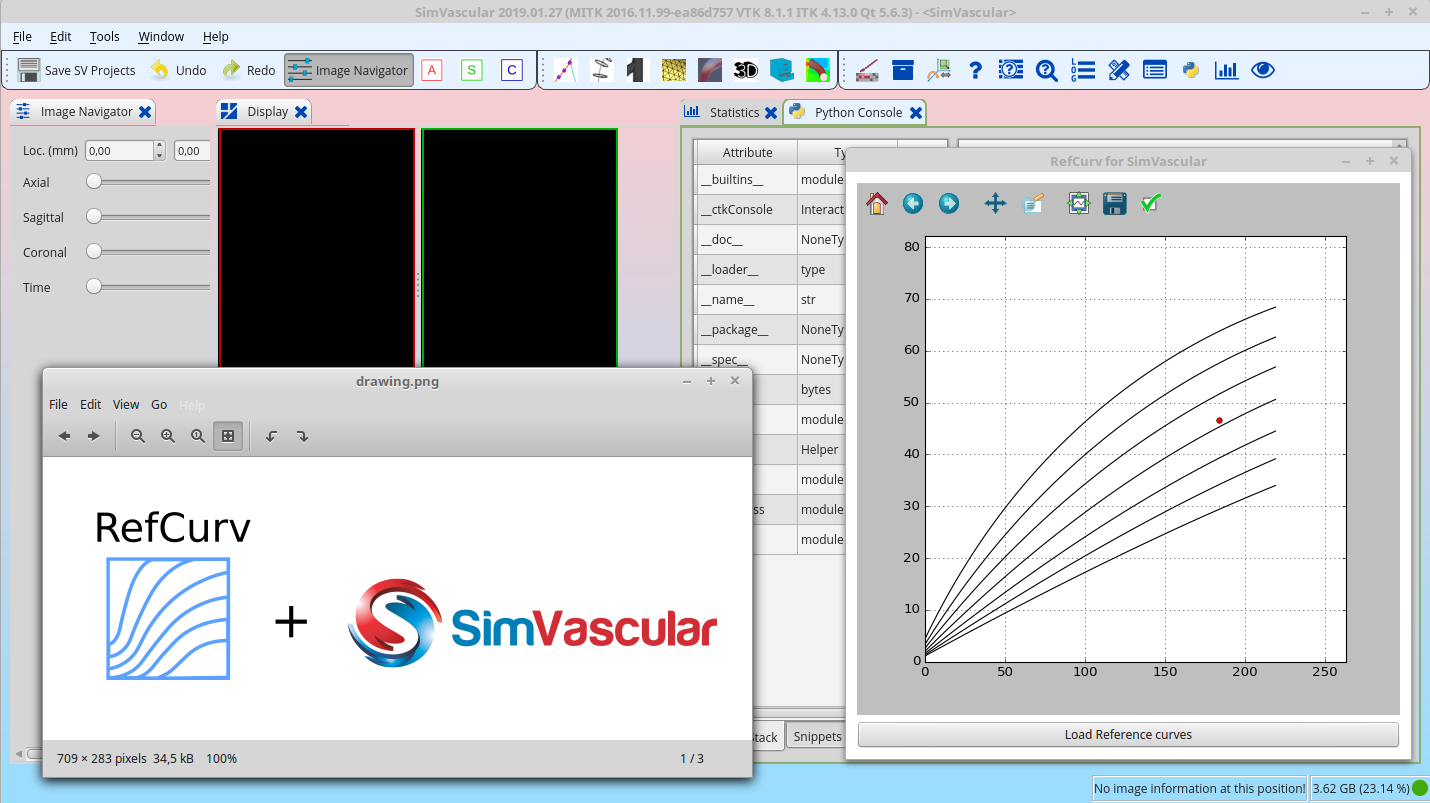 SimVascular 2019.01.27 (MITK 2016.11.99-ea86d757 VTK 8.1.1 ITK 4.13.0 Qt 5.6.3) - <SimVascular>
File Edit Tools Window Help
Save SV Projects Undo Redo Image Navigator A S C 3D
Image Navigator Display Statistics Python Console
Loc. (mm) 0,00 0,00
Axial
Sagittal
Coronal
Time
Attribute Ty
__builtins__ module
__ctkConsole Interact
__doc__ NoneTy
__loader__ type
__name__ str
__package__ NoneTy
__spec__ NoneTy
bytes
module
Helper
module
ss module
module
tack Snippets
RefCurv for SimVascular
80
70
60
50
40
30
20
10
0
0 50 100 150 200 250
Load Reference curves
drawing.png
File Edit View Go Help
RefCurv
+
SimVascular
709 × 283 pixels 34,5 kB 100% 1 / 3
No image information at this position! 3.62 GB (23.14 %)